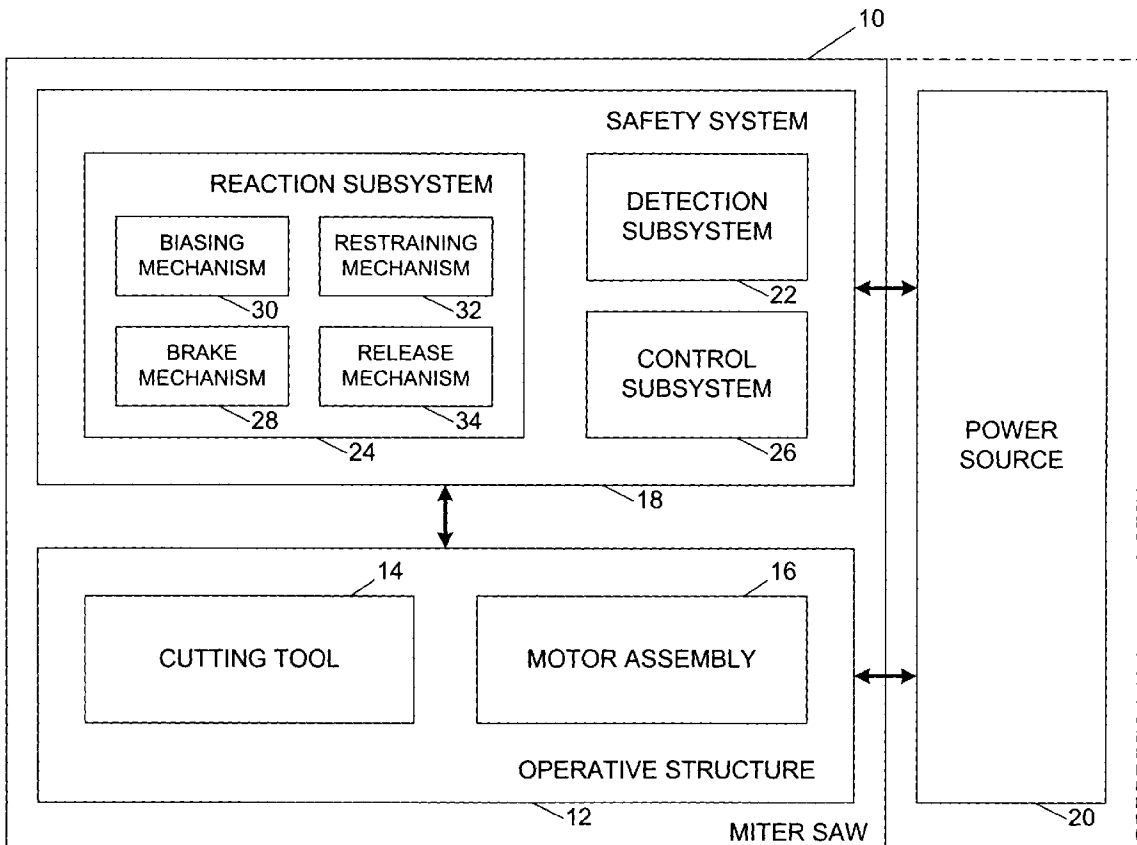 10
SAFETY SYSTEM
REACTION SUBSYSTEM
DETECTION
SUBSYSTEM
22
BIASING
MECHANISM
30
RESTRAINING
MECHANISM
32
BRAKE
MECHANISM
28
RELEASE
MECHANISM
34
24
CONTROL
SUBSYSTEM
26
18
POWER
SOURCE
14
CUTTING TOOL
16
MOTOR ASSEMBLY
OPERATIVE STRUCTURE
12
MITER SAW
20